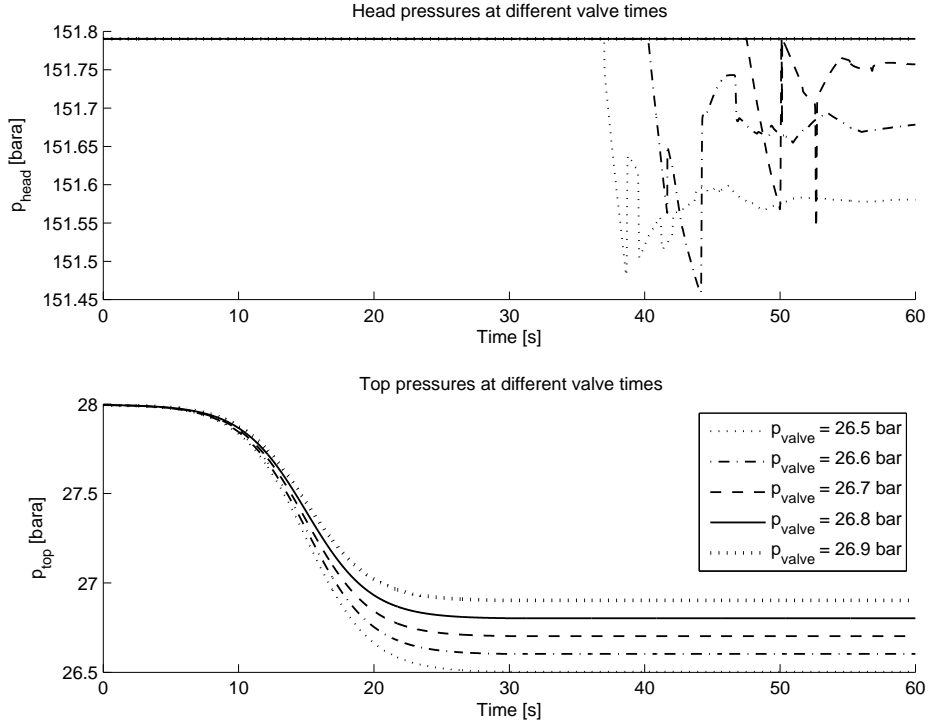 Head pressures at different valve times
151.8
151.75
151.7
151.65
151.6
151.55
151.5
151.45
p_head [bara]
0 10 20 30 40 50 60
Time [s]
Top pressures at different valve times
28
27.5
27
26.5
p_top [bara]
p_valve = 26.5 bar
p_valve = 26.6 bar
p_valve = 26.7 bar
p_valve = 26.8 bar
p_valve = 26.9 bar
0 10 20 30 40 50 60
Time [s]